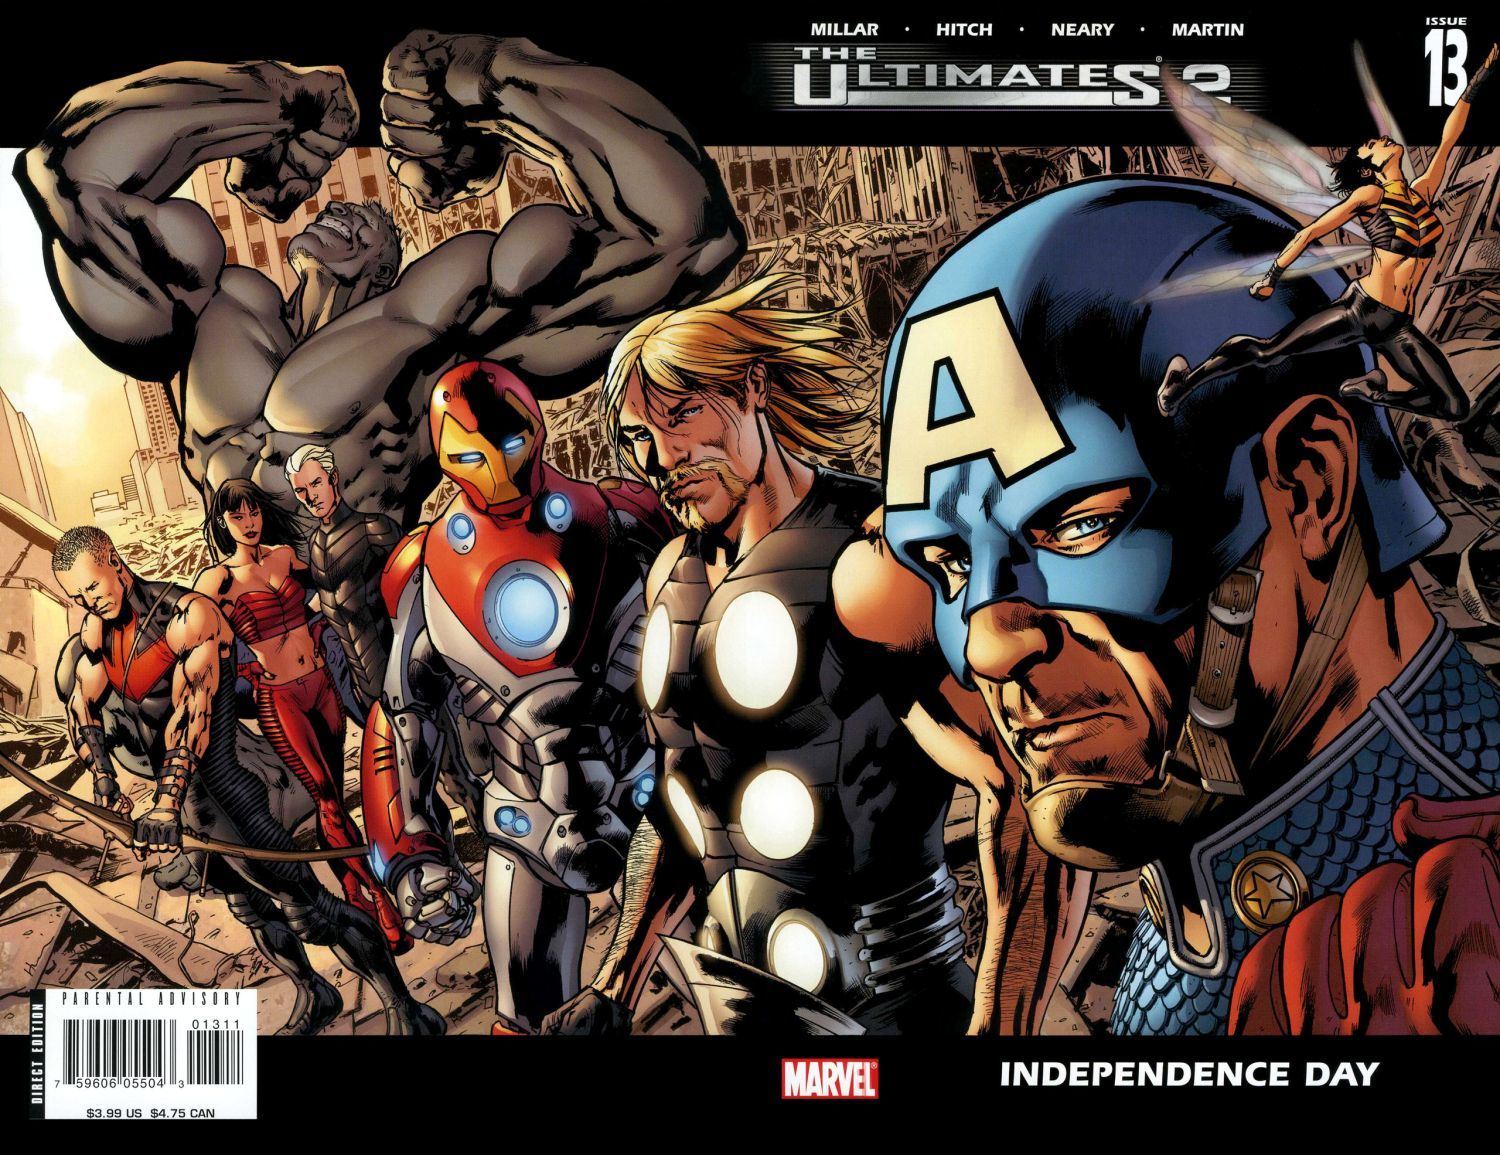 MILLAR · HITCH · NEARY · MARTIN
THE
ULTIMATES 2
ISSUE
13
A
DIRECT EDITION
PARENTAL ADVISORY
01311
7 59606 05504 3
$3.99 US $4.75 CAN
MARVEL
INDEPENDENCE DAY